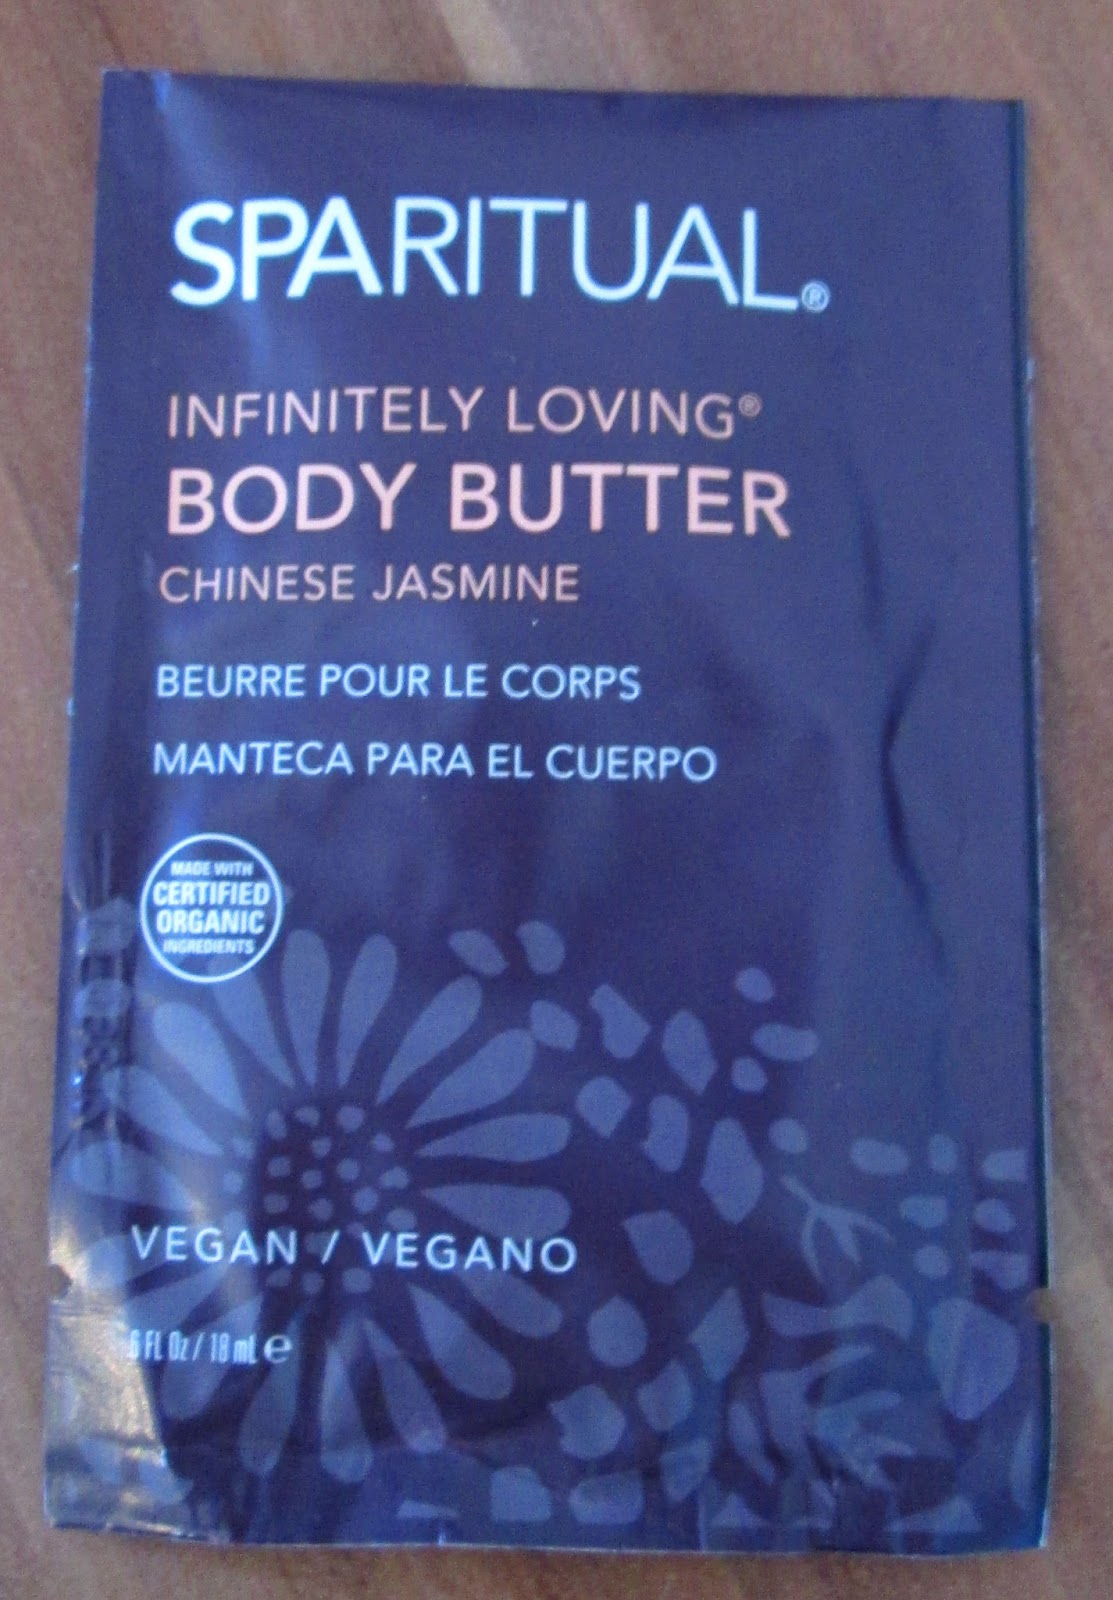 SPARITUAL®
INFINITELY LOVING®
BODY BUTTER
CHINESE JASMINE
BEURRE POUR LE CORPS
MANTECA PARA EL CUERPO
MADE WITH
CERTIFIED
ORGANIC
INGREDIENTS
VEGAN / VEGANO
6 FL Oz / 18 mL e